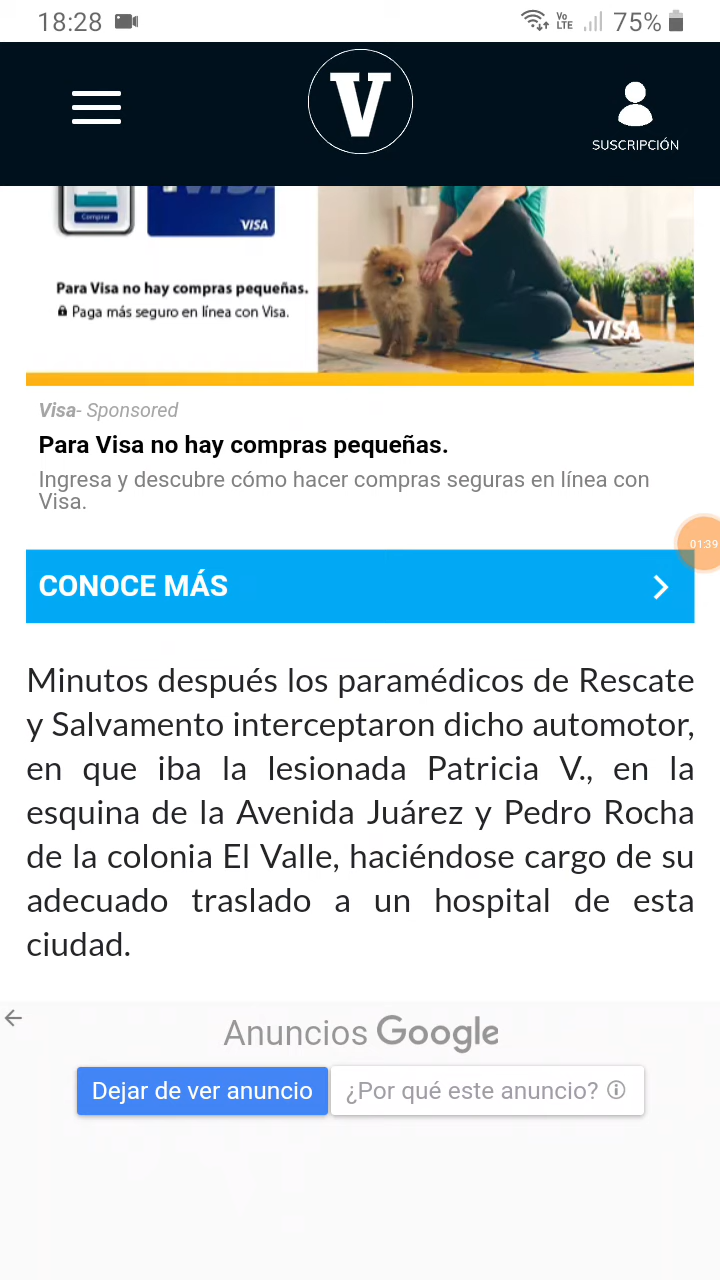 18:28 Vo LTE 75%
V
SUSCRIPCIÓN
Comprar
VISA
VISA
Para Visa no hay compras pequeñas.
Paga más seguro en línea con Visa.
VISA
Visa- Sponsored
Para Visa no hay compras pequeñas.
Ingresa y descubre cómo hacer compras seguras en línea con
Visa.
01:39
CONOCE MÁS
Minutos después los paramédicos de Rescate
y Salvamento interceptaron dicho automotor,
en que iba la lesionada Patricia V., en la
esquina de la Avenida Juárez y Pedro Rocha
de la colonia El Valle, haciéndose cargo de su
adecuado traslado a un hospital de esta
ciudad.
Anuncios Google
Dejar de ver anuncio ¿Por qué este anuncio?